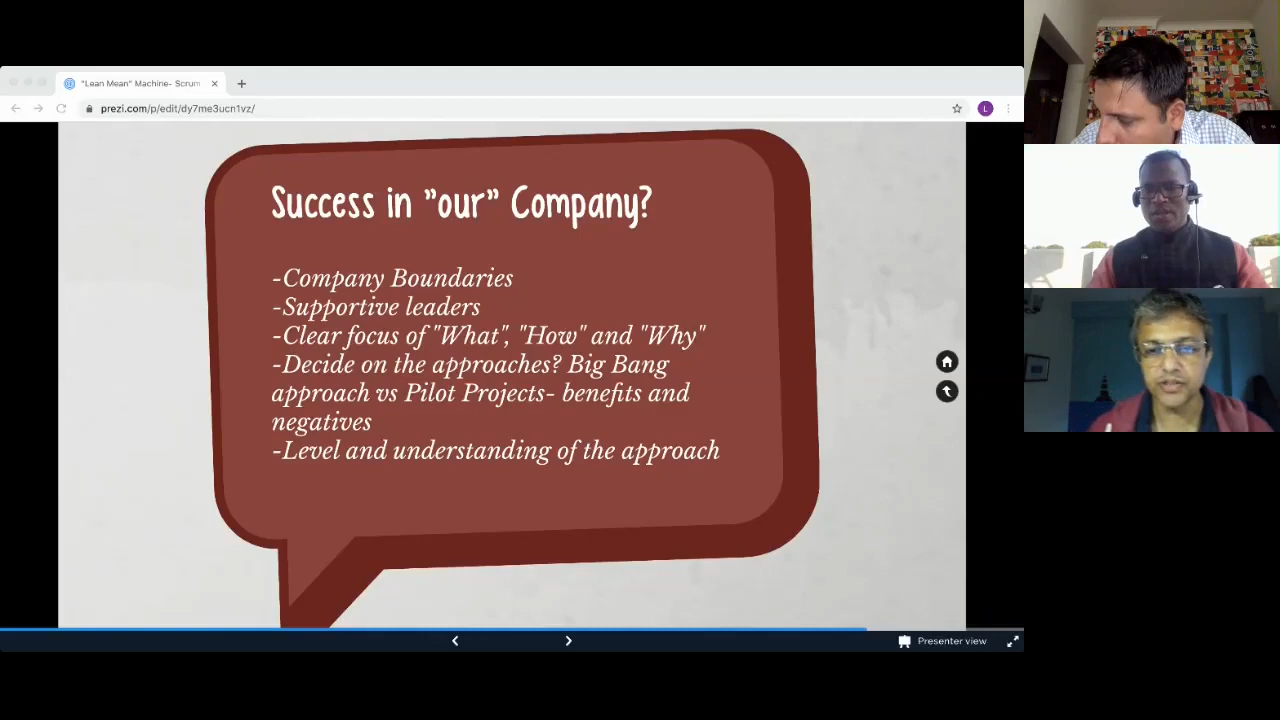 "Lean Mean" Machine- Scrum
prezi.com/p/edit/dy7me3ucn1vz/
L
Success in "our" Company?
-Company Boundaries
-Supportive leaders
-Clear focus of "What", "How" and "Why"
-Decide on the approaches? Big Bang
approach vs Pilot Projects- benefits and
negatives
-Level and understanding of the approach
Presenter view